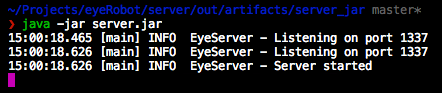 ~/Projects/eyeRobot/server/out/artifacts/server_jar master*
❯ java -jar server.jar
15:00:18.465 [main] INFO  EyeServer - Listening on port 1337
15:00:18.626 [main] INFO  EyeServer - Listening on port 1337
15:00:18.626 [main] INFO  EyeServer - Server started